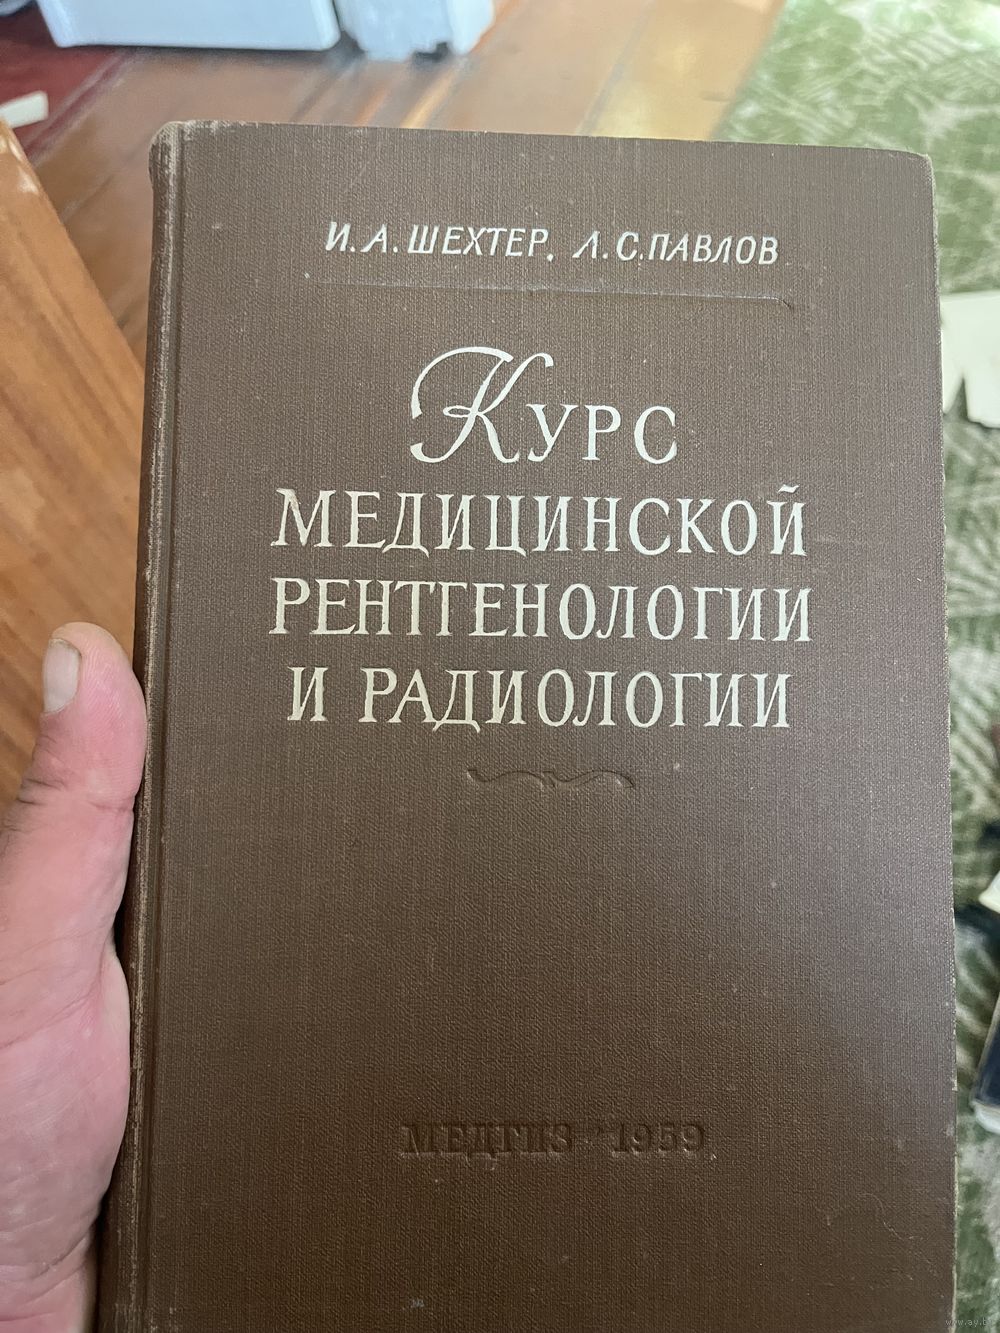 И. А. ШЕХТЕР, Л. С. ПАВЛОВ
КУРС
МЕДИЦИНСКОЙ
РЕНТГЕНОЛОГИИ
И РАДИОЛОГИИ
МЕДГИЗ - 1959